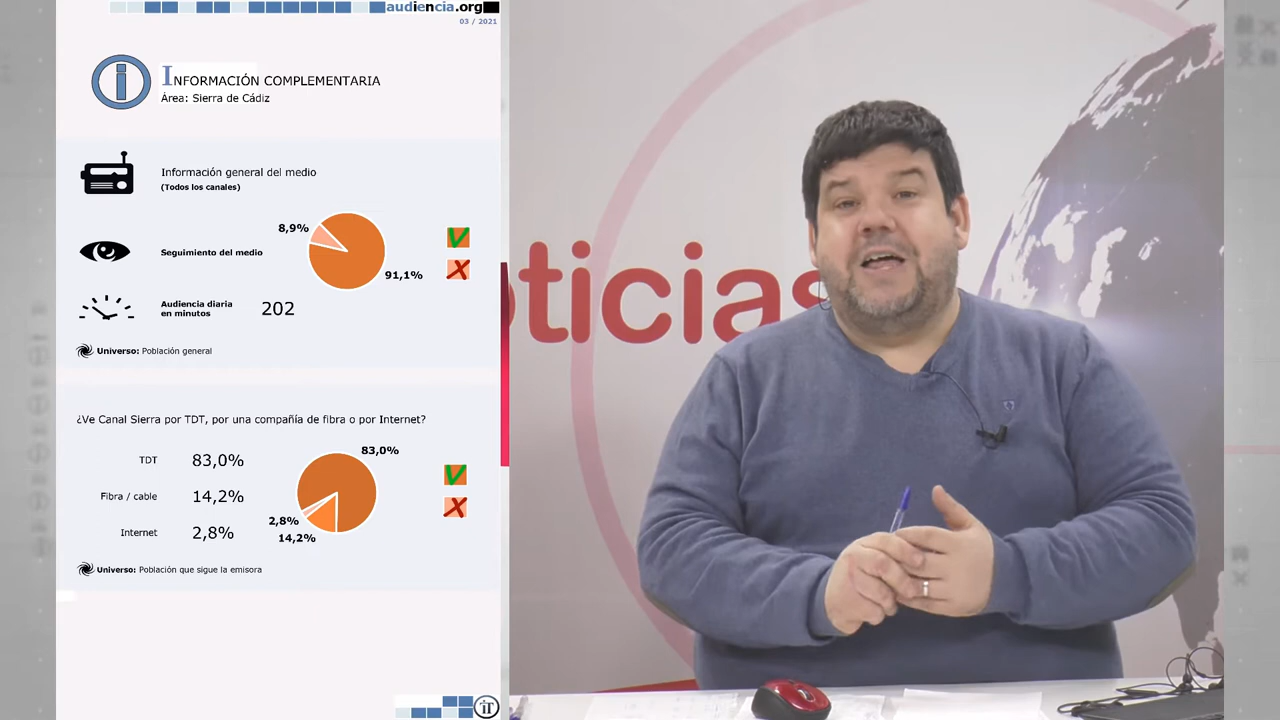 audiencia.org
03 / 2021
INFORMACIÓN COMPLEMENTARIA
Área: Sierra de Cádiz
Información general del medio
(Todos los canales)
8,9%
Seguimiento del medio
91,1%
Audiencia diaria
en minutos
202
Universo: Población general
¿Ve Canal Sierra por TDT, por una compañía de fibra o por Internet?
83,0%
TDT 83,0%
Fibra / cable 14,2%
2,8%
Internet 2,8%
14,2%
Universo: Población que sigue la emisora
iT
oticias